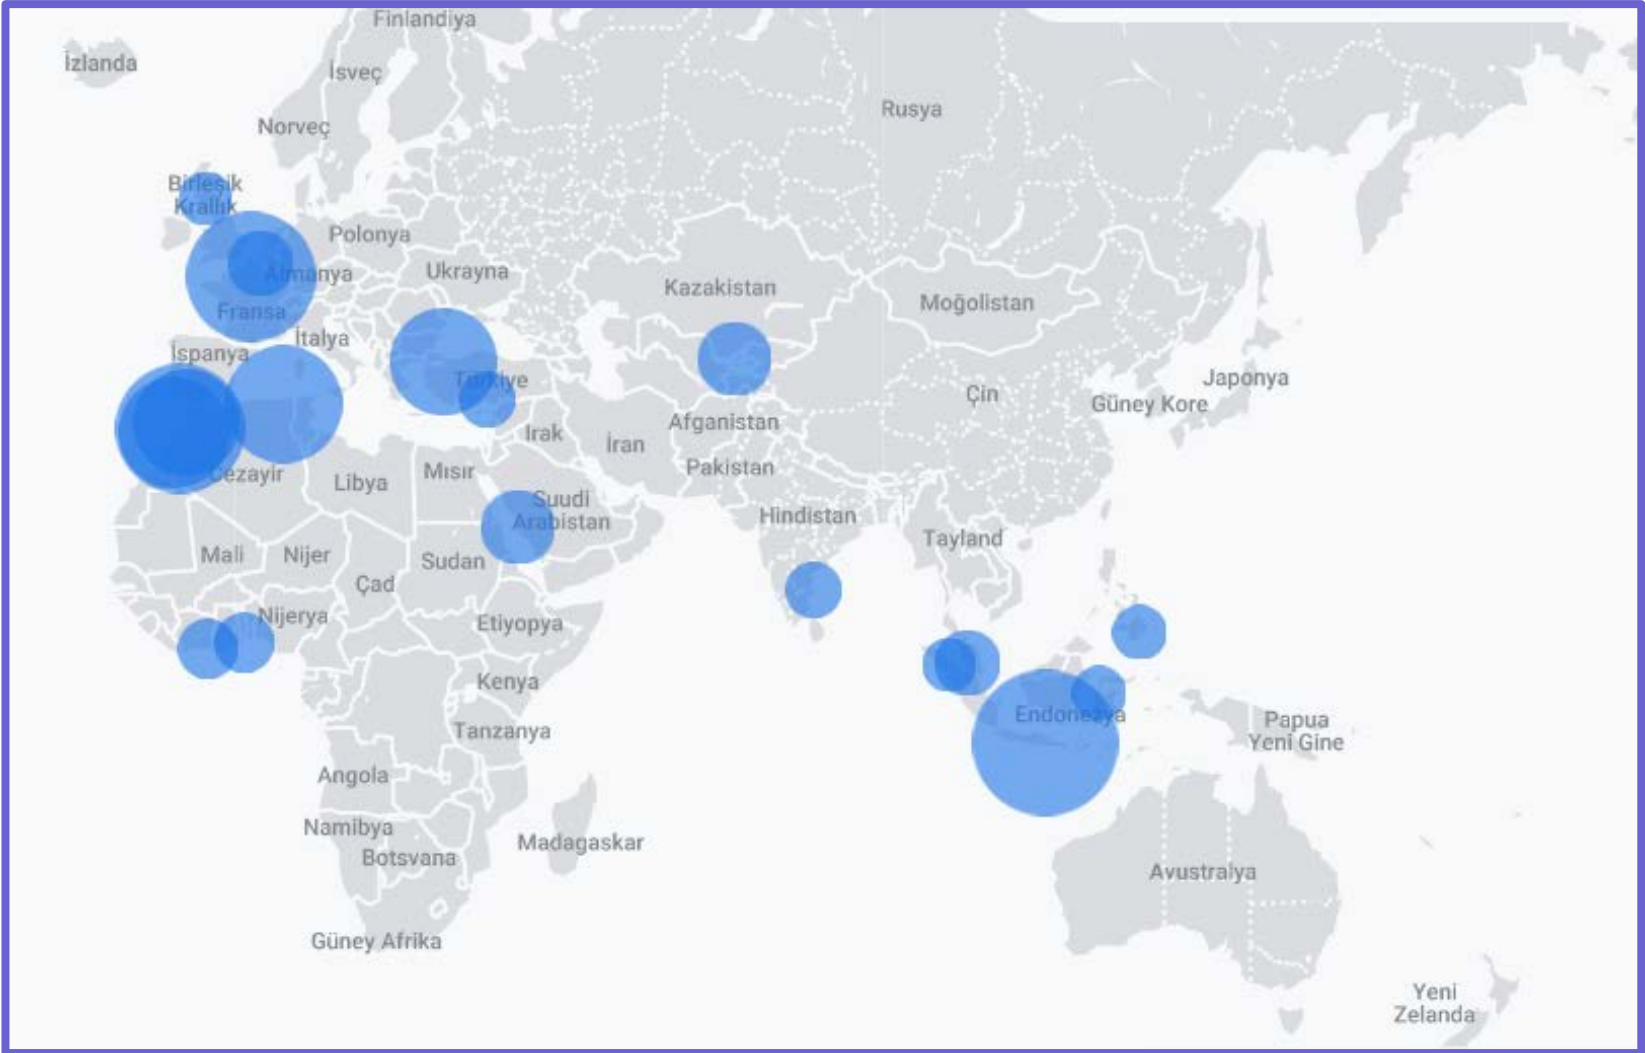 Finlandiya
İzlanda
İsveç
Rusya
Norveç
Birleşik
Krallık
Polonya
Almanya
Ukrayna
Kazakistan
Moğolistan
Fransa
İtalya
İspanya
Türkiye
Japonya
Çin
Güney Kore
Afganistan
Irak
İran
Pakistan
Cezayir
Libya
Mısır
Suudi
Arabistan
Hindistan
Tayland
Mali
Nijer
Sudan
Çad
Nijerya
Etiyopya
Kenya
Endonezya
Papua
Yeni Gine
Tanzanya
Angola
Namibya
Madagaskar
Botsvana
Avustralya
Güney Afrika
Yeni
Zelanda